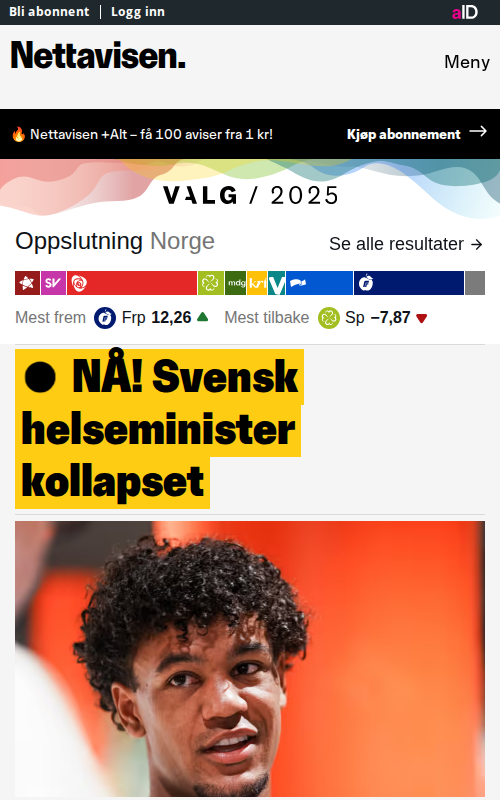 Bli abonnent | Logg inn
aID
Nettavisen.
Meny
🔥 Nettavisen +Alt – få 100 aviser fra 1 kr!
Kjøp abonnement →
VALG / 2025
Oppslutning Norge
Se alle resultater →
SV mdg krf V
Mest frem Frp 12,26 ▲ Mest tilbake Sp −7,87 ▼
● NÅ! Svensk
helseminister
kollapset